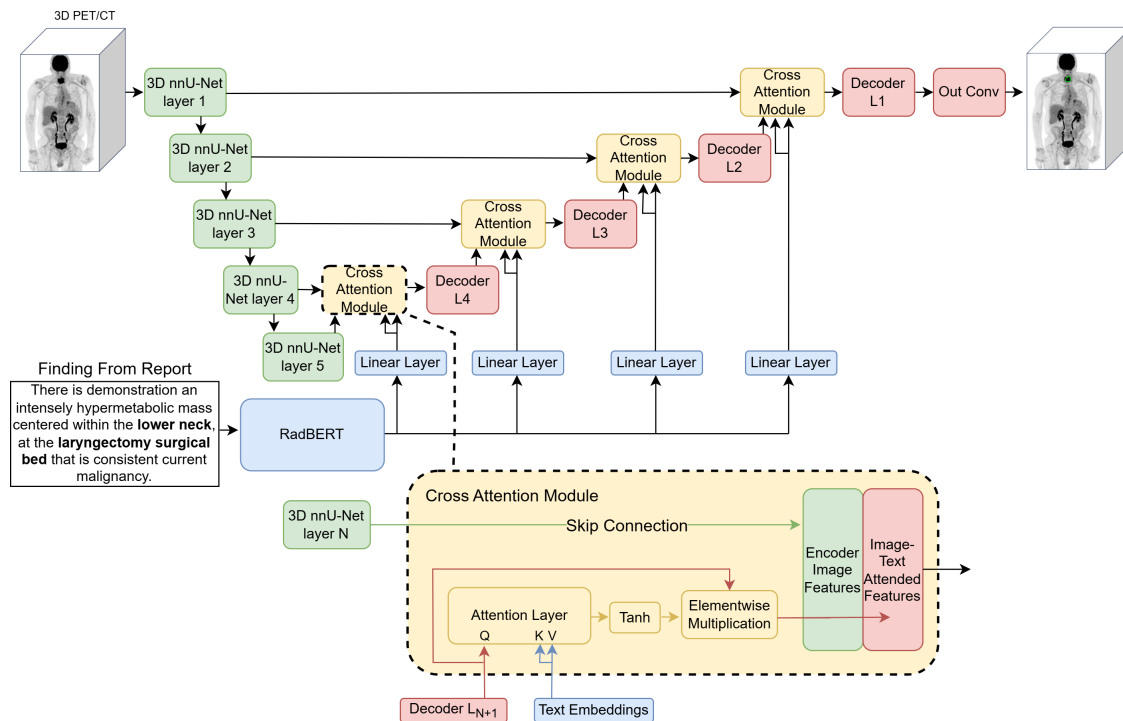 3D PET/CT
3D nnU-Net
layer 1
Cross
Attention
Module
Decoder
L1
Out Conv
3D nnU-Net
layer 2
Cross
Attention
Module
Decoder
L2
3D nnU-Net
layer 3
Cross
Attention
Module
Decoder
L3
3D nnU-
Net layer 4
Cross
Attention
Module
Decoder
L4
3D nnU-Net
layer 5
Linear Layer
Linear Layer
Linear Layer
Linear Layer
Finding From Report
There is demonstration an
intensely hypermetabolic mass
centered within the lower neck,
at the laryngectomy surgical
bed that is consistent current
malignancy.
RadBERT
Cross Attention Module
3D nnU-Net
layer N
Skip Connection
Encoder
Image
Features
Image-
Text
Attended
Features
Attention Layer
Q
K V
Tanh
Elementwise
Multiplication
Decoder L_{N+1}
Text Embeddings